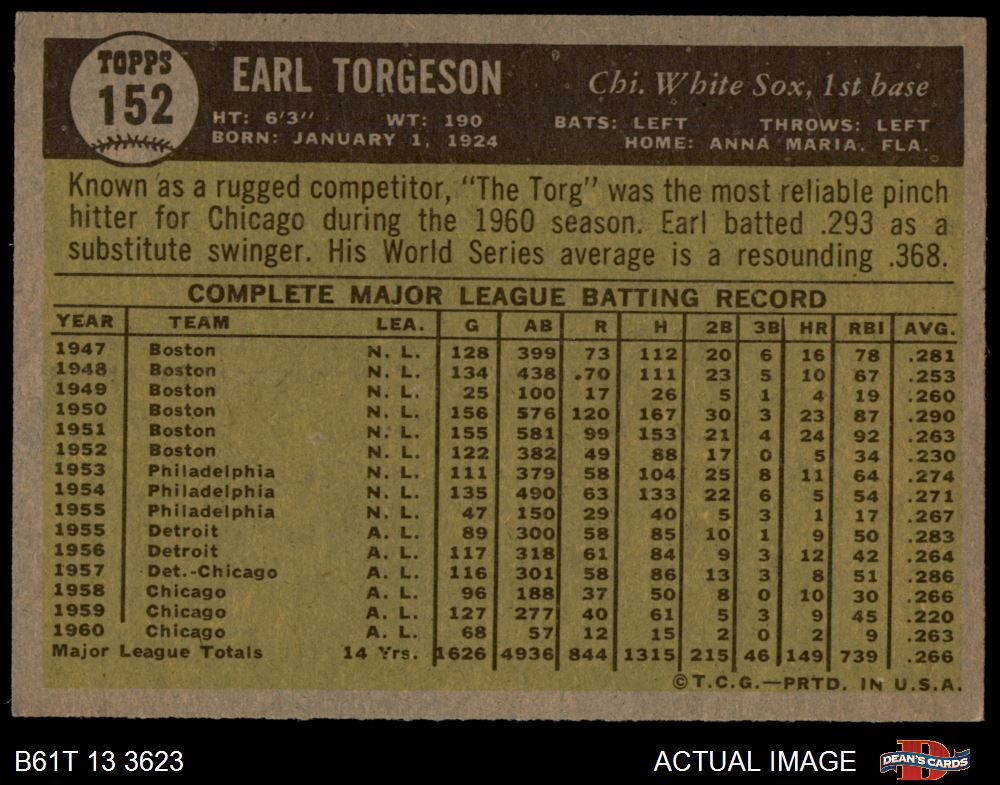 TOPPS
152
EARL TORGESON
Chi. White Sox, 1st base
HT: 6'3" WT: 190 BATS: LEFT THROWS: LEFT
BORN: JANUARY 1, 1924 HOME: ANNA MARIA, FLA.
Known as a rugged competitor, "The Torg" was the most reliable pinch
hitter for Chicago during the 1960 season. Earl batted .293 as a
substitute swinger. His World Series average is a resounding .368.
COMPLETE MAJOR LEAGUE BATTING RECORD
YEAR TEAM LEA. G AB R H 2B 3B HR RBI AVG.
1947 Boston N. L. 128 399 73 112 20 6 16 78 .281
1948 Boston N. L. 134 438 .70 111 23 5 10 67 .253
1949 Boston N. L. 25 100 17 26 5 1 4 19 .260
1950 Boston N. L. 156 576 120 167 30 3 23 87 .290
1951 Boston N. L. 155 581 99 153 21 4 24 92 .263
1952 Boston N. L. 122 382 49 88 17 0 5 34 .230
1953 Philadelphia N. L. 111 379 58 104 25 8 11 64 .274
1954 Philadelphia N. L. 135 490 63 133 22 6 5 54 .271
1955 Philadelphia N. L. 47 150 29 40 5 3 1 17 .267
1955 Detroit A. L. 89 300 58 85 10 1 9 50 .283
1956 Detroit A. L. 117 318 61 84 9 3 12 42 .264
1957 Det.-Chicago A. L. 116 301 58 86 13 3 8 51 .286
1958 Chicago A. L. 96 188 37 50 8 0 10 30 .266
1959 Chicago A. L. 127 277 40 61 5 3 9 45 .220
1960 Chicago A. L. 68 57 12 15 2 0 2 9 .263
Major League Totals 14 Yrs. 1626 4936 844 1315 215 46 149 739 .266
©T.C.G.—PRTD. IN U.S.A.
B61T 13 3623 ACTUAL IMAGE
D
DEAN'S CARDS